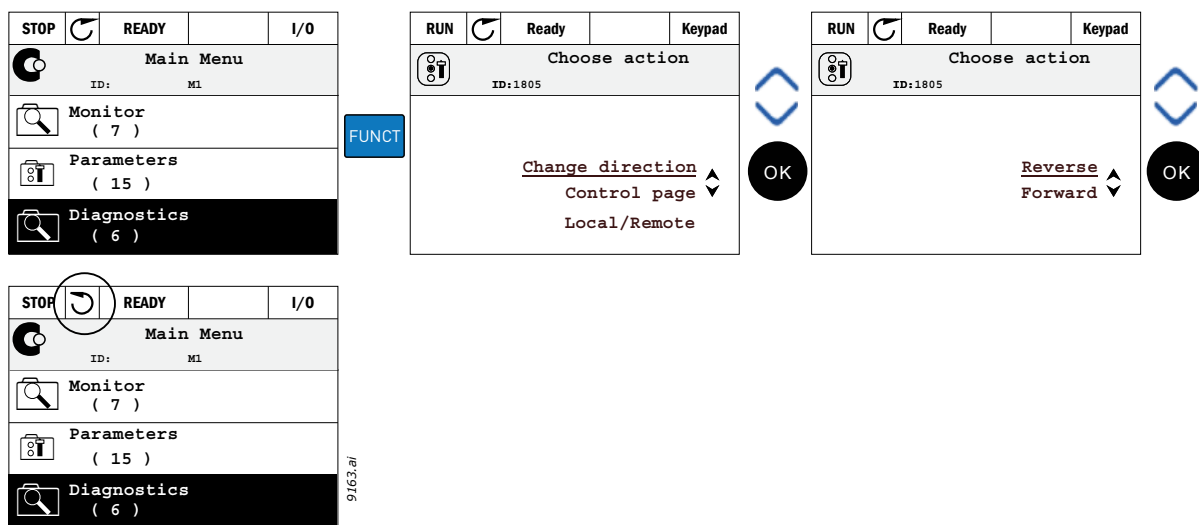 STOP READY I/O
Main Menu
ID: M1
Monitor
( 7 )
Parameters
( 15 )
Diagnostics
( 6 )
FUNCT
RUN Ready Keypad
Choose action
ID:1805
Change direction
Control page
Local/Remote
OK
RUN Ready Keypad
Choose action
ID:1805
Reverse
Forward
OK
STOP READY I/O
Main Menu
ID: M1
Monitor
( 7 )
Parameters
( 15 )
Diagnostics
( 6 )
9163.ai